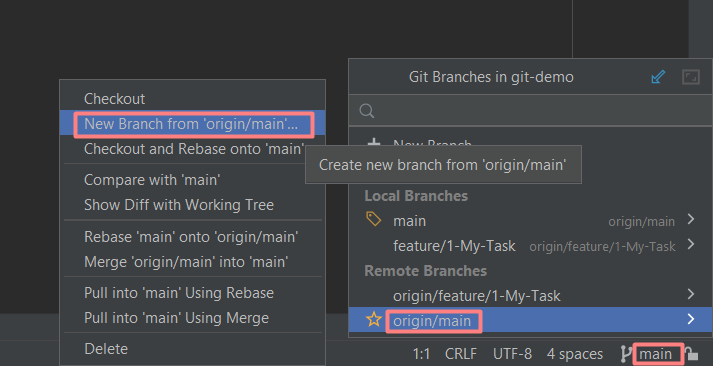 Git Branches in git-demo
Checkout
New Branch from 'origin/main'...
Checkout and Rebase onto 'main'
Compare with 'main'
Show Diff with Working Tree
Rebase 'main' onto 'origin/main'
Merge 'origin/main' into 'main'
Pull into 'main' Using Rebase
Pull into 'main' Using Merge
Delete
New Branch
Create new branch from 'origin/main'
Local Branches
main origin/main
feature/1-My-Task origin/feature/1-My-Task
Remote Branches
origin/feature/1-My-Task
origin/main
1:1 CRLF UTF-8 4 spaces main